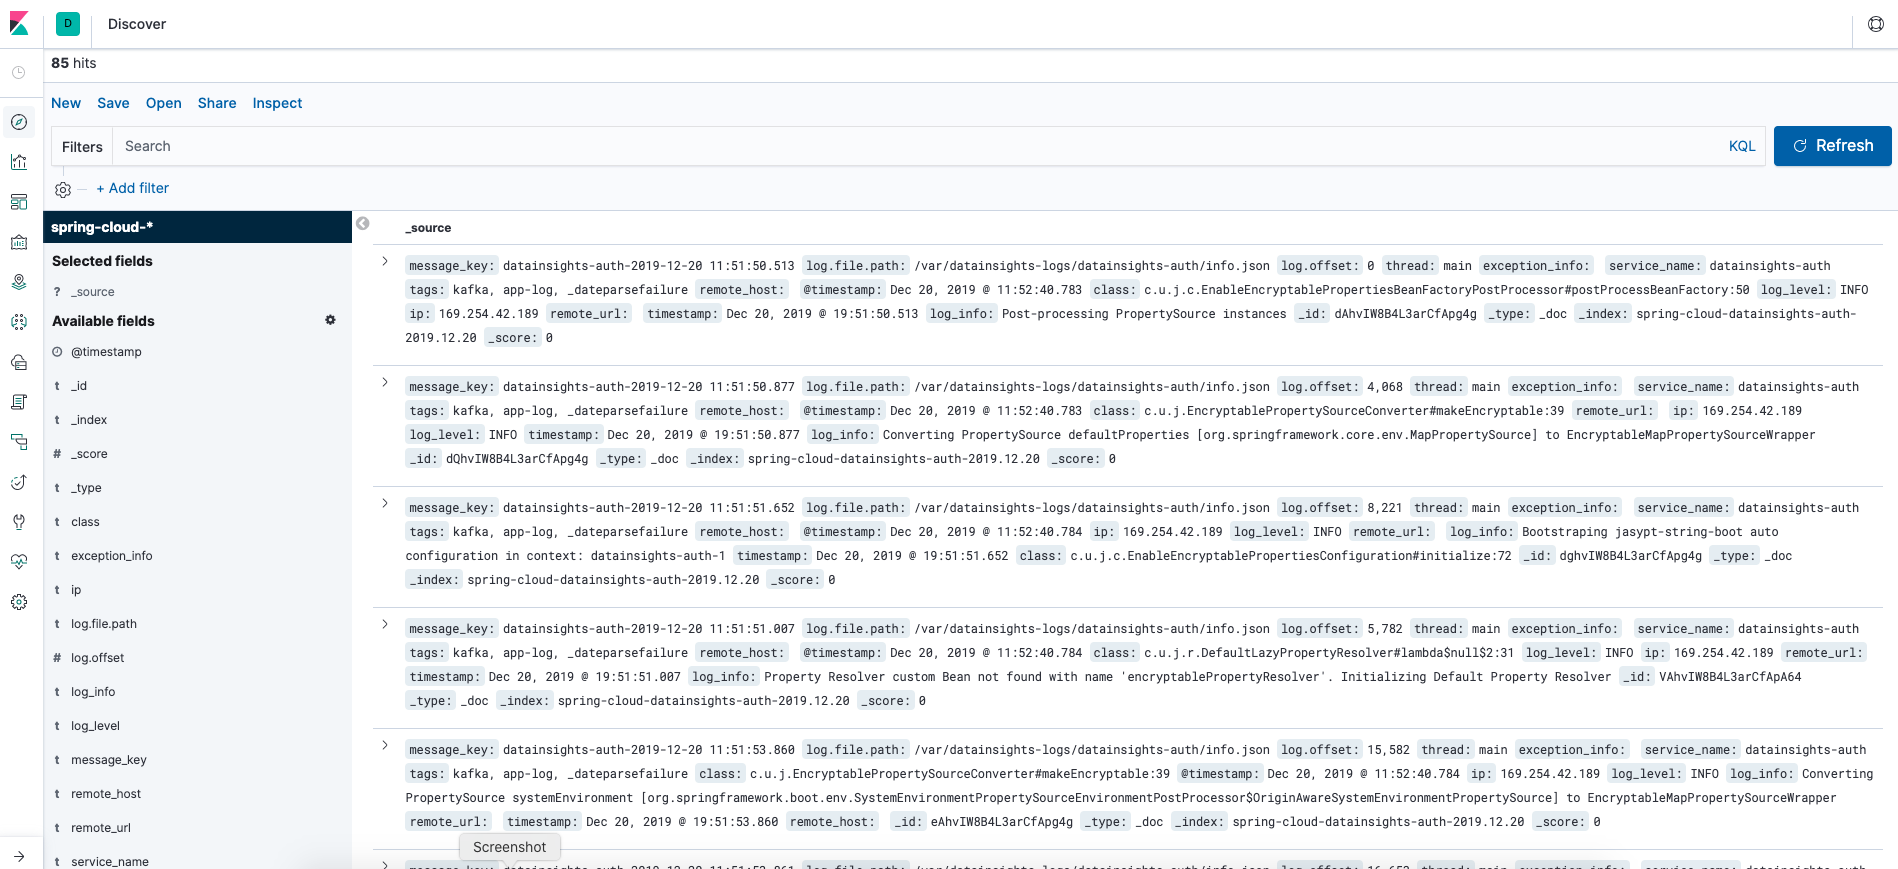 D Discover
85 hits
New Save Open Share Inspect
Filters Search KQL Refresh
+ Add filter
spring-cloud-*
Selected fields
? _source
Available fields
@timestamp
t _id
t _index
# _score
t _type
t class
t exception_info
t ip
t log.file.path
# log.offset
t log_info
t log_level
t message_key
t remote_host
t remote_url
t service_name
_source
message_key: datainsights-auth-2019-12-20 11:51:50.513 log.file.path: /var/datainsights-logs/datainsights-auth/info.json log.offset: 0 thread: main exception_info: service_name: datainsights-auth
tags: kafka, app-log, _dateparsefailure remote_host: @timestamp: Dec 20, 2019 @ 11:52:40.783 class: c.u.j.c.EnableEncryptablePropertiesBeanFactoryPostProcessor#postProcessBeanFactory:50 log_level: INFO
ip: 169.254.42.189 remote_url: timestamp: Dec 20, 2019 @ 19:51:50.513 log_info: Post-processing PropertySource instances _id: dAhvIW8B4L3arCfApg4g _type: _doc _index: spring-cloud-datainsights-auth-
2019.12.20 _score: 0
message_key: datainsights-auth-2019-12-20 11:51:50.877 log.file.path: /var/datainsights-logs/datainsights-auth/info.json log.offset: 4,068 thread: main exception_info: service_name: datainsights-auth
tags: kafka, app-log, _dateparsefailure remote_host: @timestamp: Dec 20, 2019 @ 11:52:40.783 class: c.u.j.EncryptablePropertySourceConverter#makeEncryptable:39 remote_url: ip: 169.254.42.189
log_level: INFO timestamp: Dec 20, 2019 @ 19:51:50.877 log_info: Converting PropertySource defaultProperties [org.springframework.core.env.MapPropertySource] to EncryptableMapPropertySourceWrapper
_id: dQhvIW8B4L3arCfApg4g _type: _doc _index: spring-cloud-datainsights-auth-2019.12.20 _score: 0
message_key: datainsights-auth-2019-12-20 11:51:51.652 log.file.path: /var/datainsights-logs/datainsights-auth/info.json log.offset: 8,221 thread: main exception_info: service_name: datainsights-auth
tags: kafka, app-log, _dateparsefailure remote_host: @timestamp: Dec 20, 2019 @ 11:52:40.784 ip: 169.254.42.189 log_level: INFO remote_url: log_info: Bootstraping jasypt-string-boot auto
configuration in context: datainsights-auth-1 timestamp: Dec 20, 2019 @ 19:51:51.652 class: c.u.j.c.EnableEncryptablePropertiesConfiguration#initialize:72 _id: dghvIW8B4L3arCfApg4g _type: _doc
_index: spring-cloud-datainsights-auth-2019.12.20 _score: 0
message_key: datainsights-auth-2019-12-20 11:51:51.007 log.file.path: /var/datainsights-logs/datainsights-auth/info.json log.offset: 5,782 thread: main exception_info: service_name: datainsights-auth
tags: kafka, app-log, _dateparsefailure remote_host: @timestamp: Dec 20, 2019 @ 11:52:40.784 class: c.u.j.r.DefaultLazyPropertyResolver#lambda$null$2:31 log_level: INFO ip: 169.254.42.189 remote_url:
timestamp: Dec 20, 2019 @ 19:51:51.007 log_info: Property Resolver custom Bean not found with name 'encryptablePropertyResolver'. Initializing Default Property Resolver _id: VAhvIW8B4L3arCfApA64
_type: _doc _index: spring-cloud-datainsights-auth-2019.12.20 _score: 0
message_key: datainsights-auth-2019-12-20 11:51:53.860 log.file.path: /var/datainsights-logs/datainsights-auth/info.json log.offset: 15,582 thread: main exception_info: service_name: datainsights-auth
tags: kafka, app-log, _dateparsefailure class: c.u.j.EncryptablePropertySourceConverter#makeEncryptable:39 @timestamp: Dec 20, 2019 @ 11:52:40.784 ip: 169.254.42.189 log_level: INFO log_info: Converting
PropertySource systemEnvironment [org.springframework.boot.env.SystemEnvironmentPropertySourceEnvironmentPostProcessor$OriginAwareSystemEnvironmentPropertySource] to EncryptableMapPropertySourceWrapper
remote_url: timestamp: Dec 20, 2019 @ 19:51:53.860 remote_host: _id: eAhvIW8B4L3arCfApg4g _type: _doc _index: spring-cloud-datainsights-auth-2019.12.20 _score: 0
Screenshot